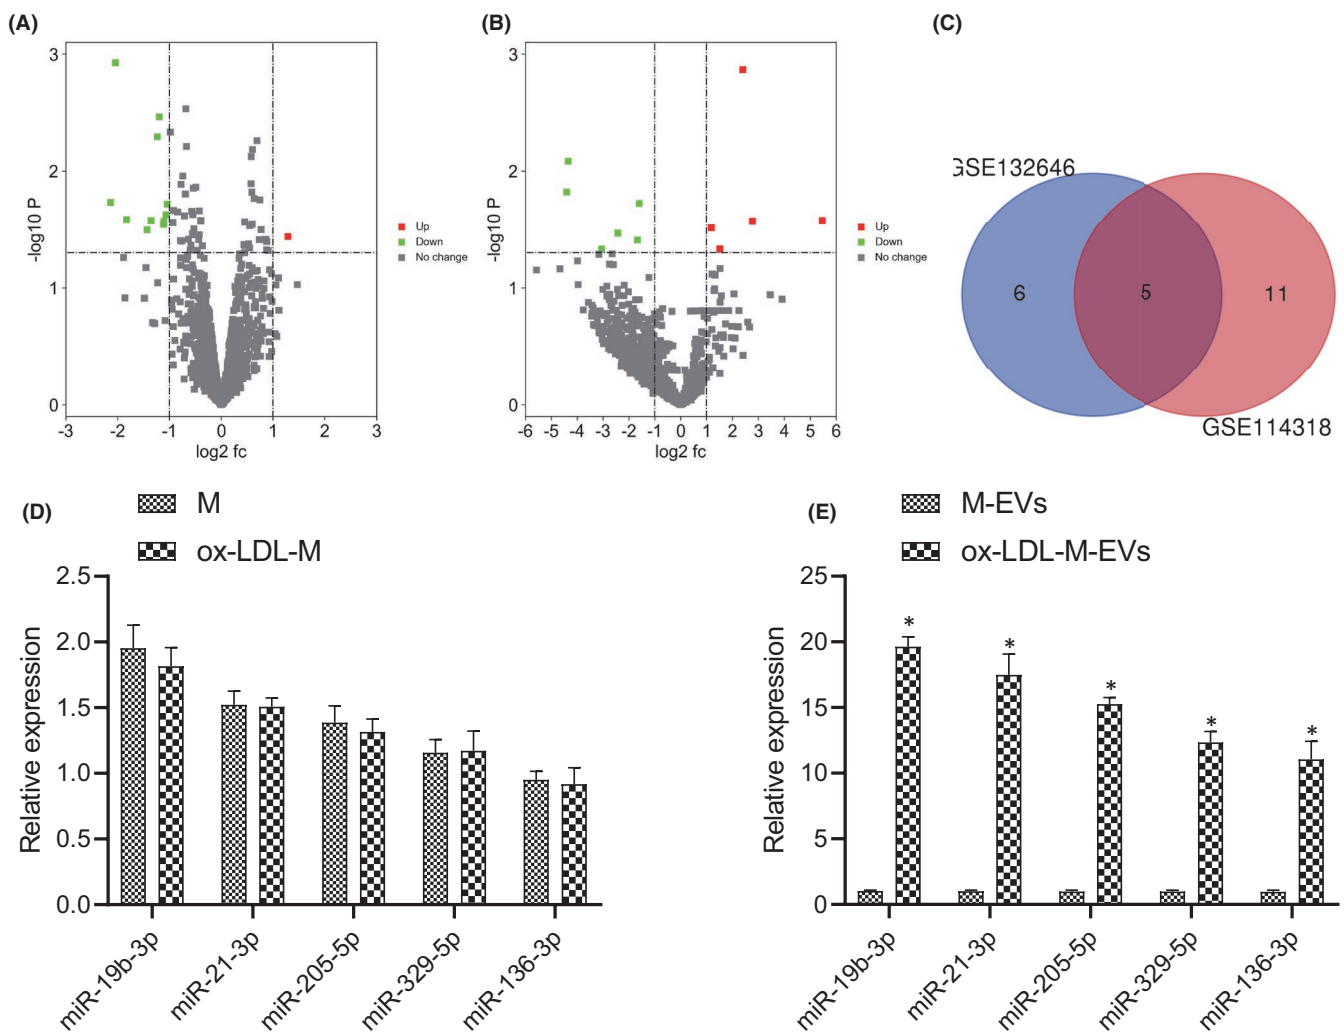 (A)
3
2
1
0
-log10 P
-3
-2
-1
0
1
2
3
log2 fc
Up
Down
No change
(B)
3
2
1
0
-log10 P
-6
-5
-4
-3
-2
-1
0
1
2
3
4
5
6
log2 fc
Up
Down
No change
(C)
GSE132646
6
5
11
GSE114318
(D)
M
ox-LDL-M
2.5
2.0
1.5
1.0
0.5
0.0
Relative expression
miR-19b-3p
miR-21-3p
miR-205-5p
miR-329-5p
miR-136-3p
(E)
M-EVs
ox-LDL-M-EVs
25
20
15
10
5
0
Relative expression
*
*
*
*
*
miR-19b-3p
miR-21-3p
miR-205-5p
miR-329-5p
miR-136-3p